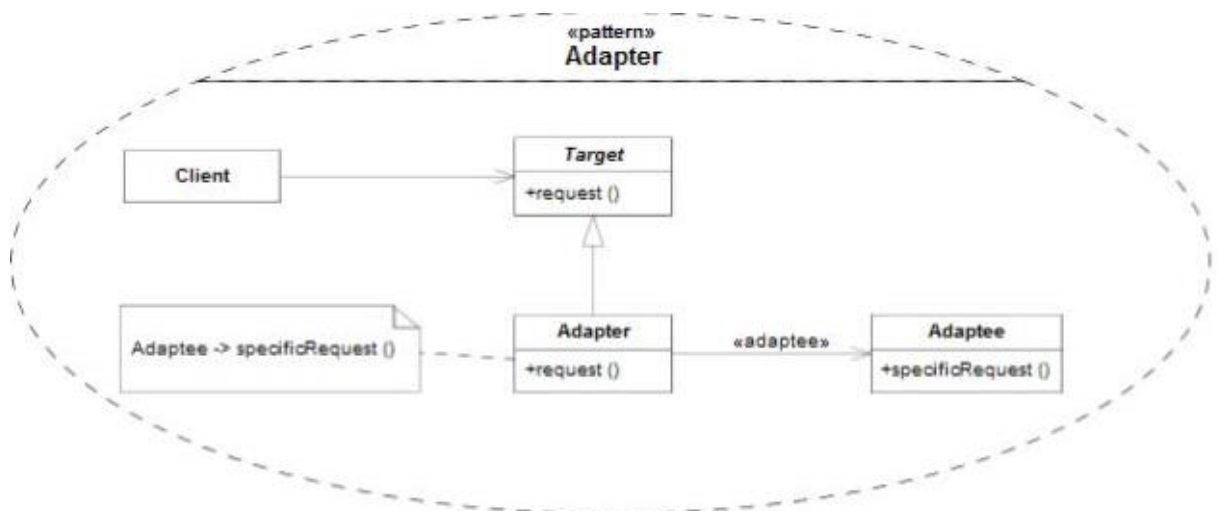 «pattern»
Adapter
Client
Target
+request ()
Adaptee -> specificRequest ()
Adapter
+request ()
«adaptee»
Adaptee
+specificRequest ()